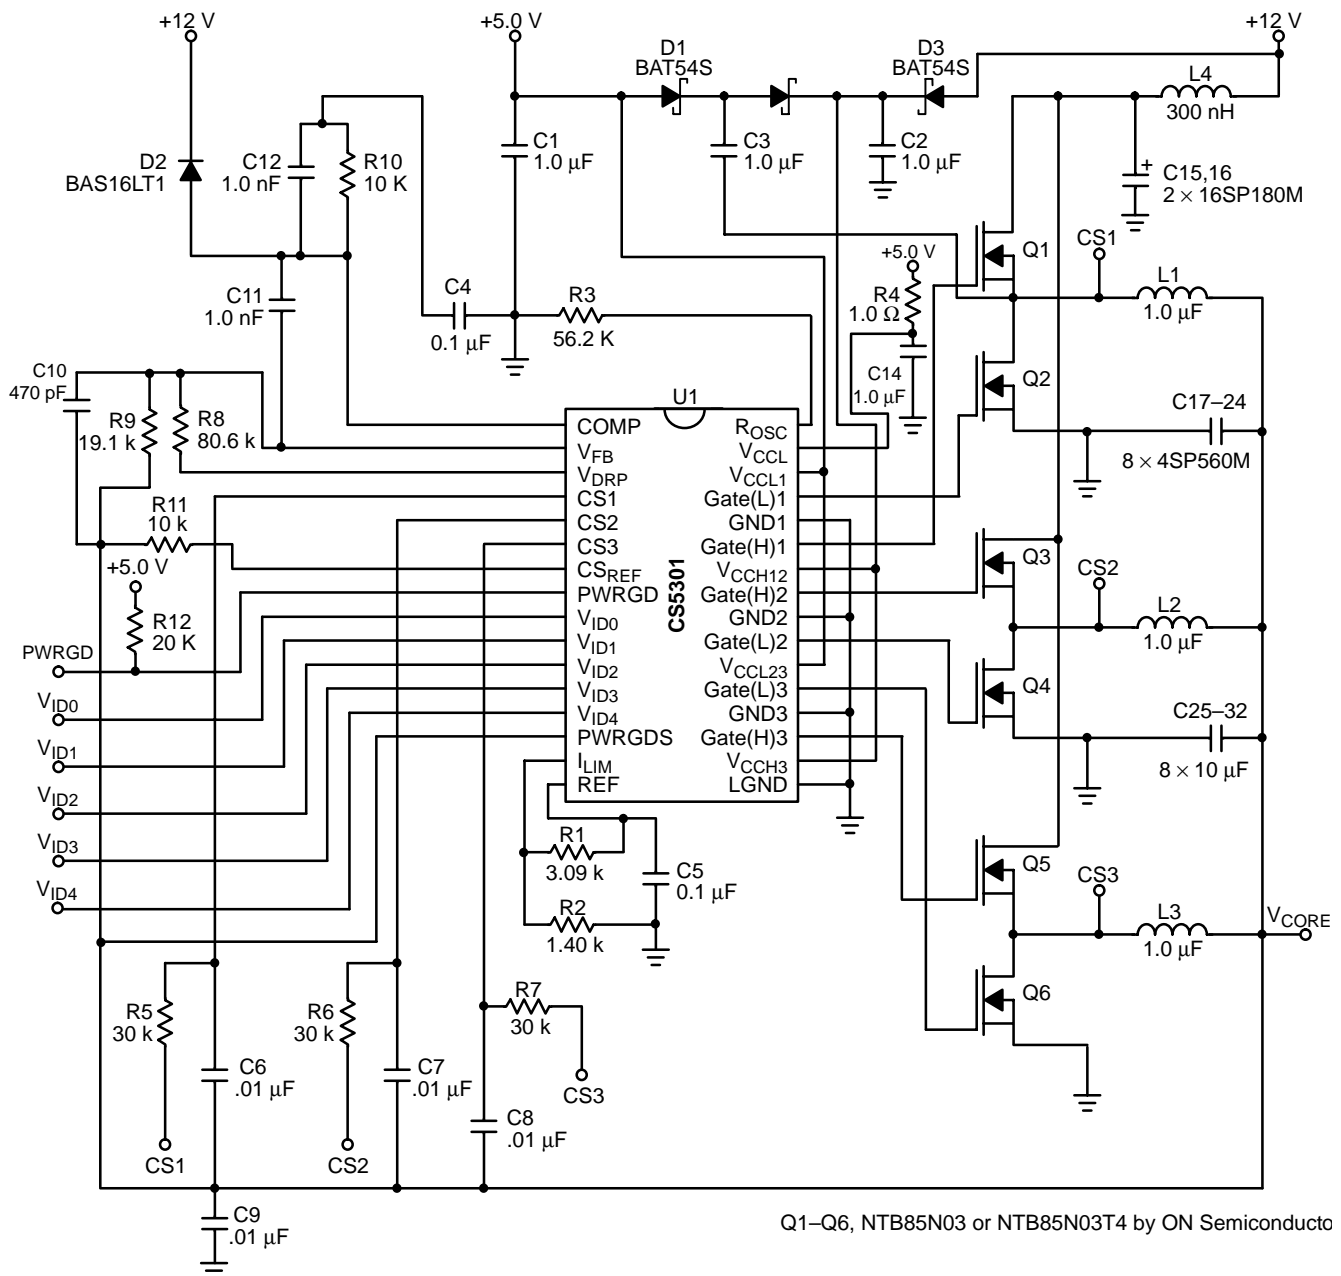 +12 V
+5.0 V
+12 V
D1
BAT54S
D3
BAT54S
L4
300 nH
D2
BAS16LT1
C12
1.0 nF
R10
10 K
C1
1.0 μF
C3
1.0 μF
C2
1.0 μF
C15,16
2 × 16SP180M
+
Q1
CS1
L1
1.0 μF
+5.0 V
R4
1.0 Ω
C11
1.0 nF
C4
0.1 μF
R3
56.2 K
C14
1.0 μF
Q2
C17–24
8 × 4SP560M
C10
470 pF
R9
19.1 k
R8
80.6 k
U1
CS5301
COMP
VFB
VDRP
CS1
CS2
CS3
CSREF
PWRGD
VID0
VID1
VID2
VID3
VID4
PWRGDS
ILIM
REF
ROSC
VCCL
VCCL1
Gate(L)1
GND1
Gate(H)1
VCCH12
Gate(H)2
GND2
Gate(L)2
VCCL23
Gate(L)3
GND3
Gate(H)3
VCCH3
LGND
R11
10 k
+5.0 V
R12
20 K
PWRGD
VID0
VID1
VID2
VID3
VID4
Q3
CS2
L2
1.0 μF
Q4
C25–32
8 × 10 μF
R1
3.09 k
R2
1.40 k
C5
0.1 μF
Q5
CS3
L3
1.0 μF
VCORE
Q6
R5
30 k
R6
30 k
R7
30 k
C6
.01 μF
C7
.01 μF
C8
.01 μF
CS1
CS2
CS3
C9
.01 μF
Q1–Q6, NTB85N03 or NTB85N03T4 by ON Semiconducto